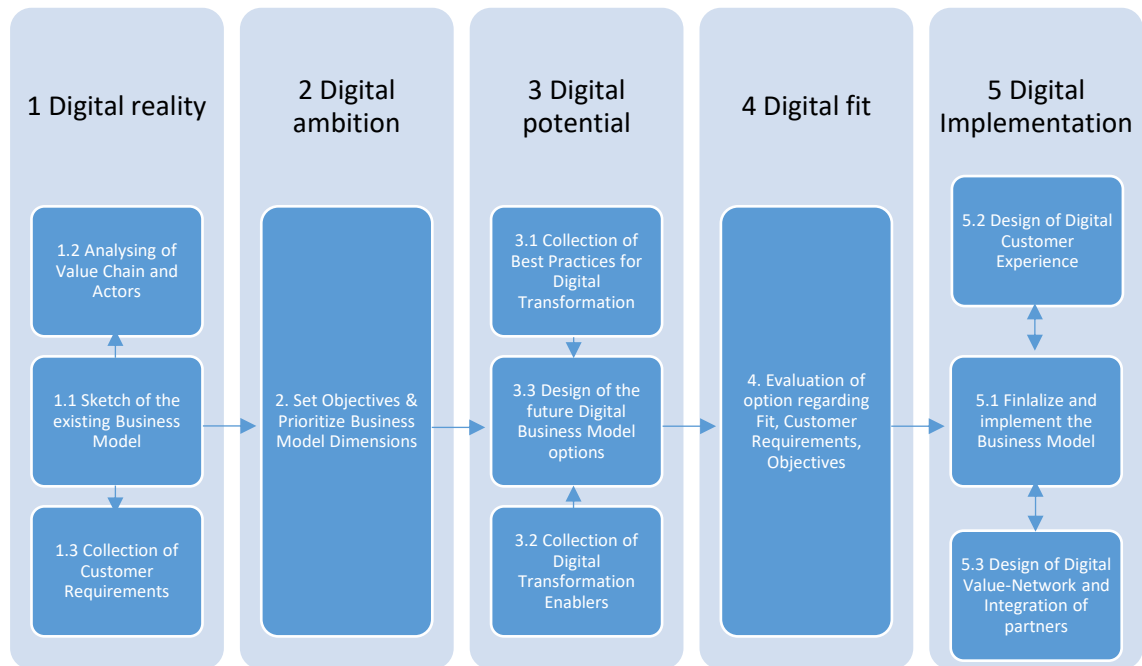 1 Digital reality
1.2 Analysing of
Value Chain and
Actors
1.1 Sketch of the
existing Business
Model
1.3 Collection of
Customer
Requirements
2 Digital
ambition
2. Set Objectives &
Prioritize Business
Model Dimensions
3 Digital
potential
3.1 Collection of
Best Practices for
Digital
Transformation
3.3 Design of the
future Digital
Business Model
options
3.2 Collection of
Digital
Transformation
Enablers
4 Digital fit
4. Evaluation of
option regarding
Fit, Customer
Requirements,
Objectives
5 Digital
Implementation
5.2 Design of Digital
Customer
Experience
5.1 Finlalize and
implement the
Business Model
5.3 Design of Digital
Value-Network and
Integration of
partners